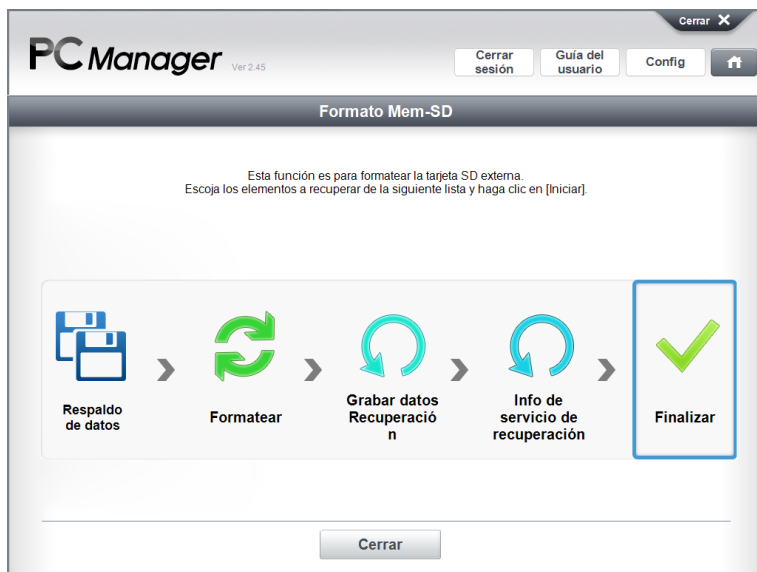 Cerrar X
PC Manager Ver 2.45
Cerrar
sesión
Guía del
usuario
Config
Formato Mem-SD
Esta función es para formatear la tarjeta SD externa.
Escoja los elementos a recuperar de la siguiente lista y haga clic en [Iniciar].
Respaldo
de datos
Formatear
Grabar datos
Recuperació
n
Info de
servicio de
recuperación
Finalizar
Cerrar